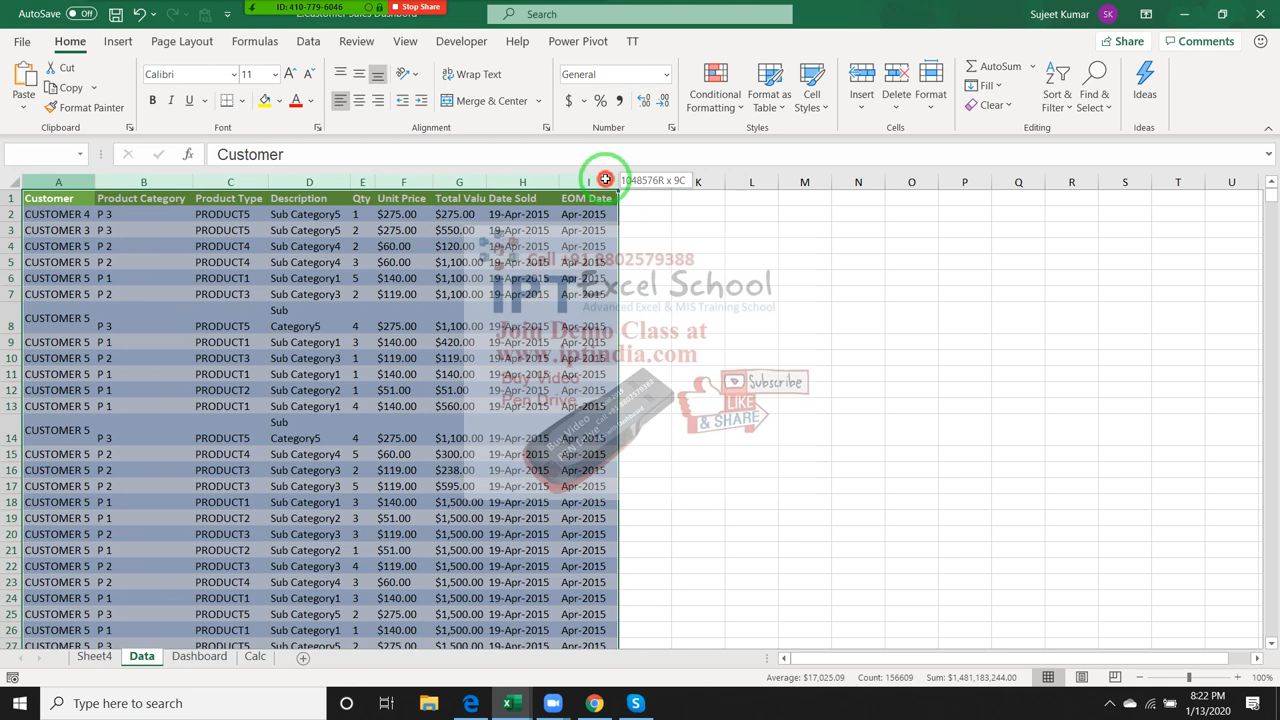 AutoSave Off 2.Customer Sales Dashbord Search Sujeet Kumar SK
ID: 410-779-6046 Stop Share
File Home Insert Page Layout Formulas Data Review View Developer Help Power Pivot TT Share Comments
Paste Cut Copy Format Painter Clipboard
Calibri 11 B I U Font
Wrap Text Merge & Center Alignment
General $ % Number
Conditional Formatting Format as Table Cell Styles Styles
Insert Delete Format Cells
AutoSum Fill Clear Sort & Filter Find & Select Editing
Ideas Ideas
fx Customer
A B C D E F G H I 1048576R x 9C K L M N O P Q R S T U
1 Customer Product Category Product Type Description Qty Unit Price Total Valu Date Sold EOM Date
2 CUSTOMER 4 P 3 PRODUCT5 Sub Category5 1 $275.00 $275.00 19-Apr-2015 Apr-2015
3 CUSTOMER 3 P 3 PRODUCT5 Sub Category5 2 $275.00 $550.00 19-Apr-2015 Apr-2015
4 CUSTOMER 5 P 2 PRODUCT4 Sub Category4 2 $60.00 $120.00 19-Apr-2015 Apr-2015
5 CUSTOMER 5 P 2 PRODUCT4 Sub Category4 3 $60.00 $1,100.00 19-Apr-2015 Apr-2015
6 CUSTOMER 5 P 1 PRODUCT1 Sub Category1 5 $140.00 $1,100.00 19-Apr-2015 Apr-2015
7 CUSTOMER 5 P 2 PRODUCT3 Sub Category3 2 $119.00 $1,100.00 19-Apr-2015 Apr-2015
8 CUSTOMER 5 P 3 PRODUCT5 Sub Category5 4 $275.00 $1,100.00 19-Apr-2015 Apr-2015
9 CUSTOMER 5 P 1 PRODUCT1 Sub Category1 3 $140.00 $420.00 19-Apr-2015 Apr-2015
10 CUSTOMER 5 P 2 PRODUCT3 Sub Category3 1 $119.00 $119.00 19-Apr-2015 Apr-2015
11 CUSTOMER 5 P 1 PRODUCT1 Sub Category1 1 $140.00 $140.00 19-Apr-2015 Apr-2015
12 CUSTOMER 5 P 1 PRODUCT2 Sub Category2 1 $51.00 $51.00 19-Apr-2015 Apr-2015
13 CUSTOMER 5 P 1 PRODUCT1 Sub Category1 4 $140.00 $560.00 19-Apr-2015 Apr-2015
14 CUSTOMER 5 P 3 PRODUCT5 Sub Category5 4 $275.00 $1,100.00 19-Apr-2015 Apr-2015
15 CUSTOMER 5 P 2 PRODUCT4 Sub Category4 5 $60.00 $300.00 19-Apr-2015 Apr-2015
16 CUSTOMER 5 P 2 PRODUCT3 Sub Category3 2 $119.00 $238.00 19-Apr-2015 Apr-2015
17 CUSTOMER 5 P 2 PRODUCT3 Sub Category3 5 $119.00 $595.00 19-Apr-2015 Apr-2015
18 CUSTOMER 5 P 1 PRODUCT1 Sub Category1 3 $140.00 $1,500.00 19-Apr-2015 Apr-2015
19 CUSTOMER 5 P 1 PRODUCT2 Sub Category2 3 $51.00 $1,500.00 19-Apr-2015 Apr-2015
20 CUSTOMER 5 P 2 PRODUCT3 Sub Category3 3 $119.00 $1,500.00 19-Apr-2015 Apr-2015
21 CUSTOMER 5 P 1 PRODUCT2 Sub Category2 1 $51.00 $1,500.00 19-Apr-2015 Apr-2015
22 CUSTOMER 5 P 2 PRODUCT3 Sub Category3 4 $119.00 $1,500.00 19-Apr-2015 Apr-2015
23 CUSTOMER 5 P 2 PRODUCT4 Sub Category4 3 $60.00 $1,500.00 19-Apr-2015 Apr-2015
24 CUSTOMER 5 P 1 PRODUCT1 Sub Category1 3 $140.00 $1,500.00 19-Apr-2015 Apr-2015
25 CUSTOMER 5 P 3 PRODUCT5 Sub Category5 2 $275.00 $1,500.00 19-Apr-2015 Apr-2015
26 CUSTOMER 5 P 1 PRODUCT1 Sub Category1 1 $140.00 $1,500.00 19-Apr-2015 Apr-2015
27 CUSTOMER 5 P 3 PRODUCT5 Sub Category5 2 $275.00 $1,500.00 19-Apr-2015 Apr-2015
Call +91 9802579388
IPT Excel School
Advanced Excel & MIS Training School
Join Demo Class at
www.iptindia.com
Buy Video
Pen Drive
Subscribe
LIKE
& SHARE
Sheet4 Data Dashboard Calc
Average: $17,025.09 Count: 156609 Sum: $1,481,183,244.00 100%
Type here to search
8:22 PM
1/13/2020